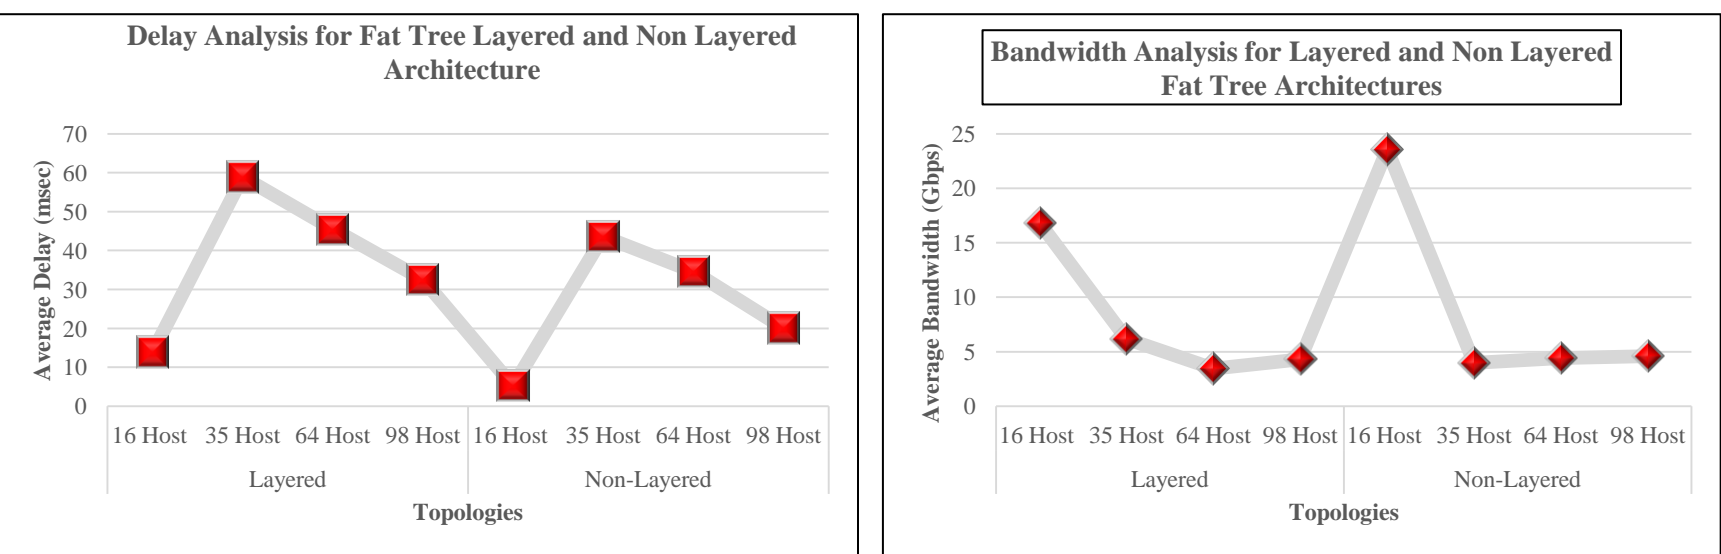 Delay Analysis for Fat Tree Layered and Non Layered
Architecture
Average Delay (msec)
70
60
50
40
30
20
10
0
16 Host 35 Host 64 Host 98 Host 16 Host 35 Host 64 Host 98 Host
Layered Non-Layered
Topologies
Bandwidth Analysis for Layered and Non Layered
Fat Tree Architectures
Average Bandwidth (Gbps)
25
20
15
10
5
0
16 Host 35 Host 64 Host 98 Host 16 Host 35 Host 64 Host 98 Host
Layered Non-Layered
Topologies